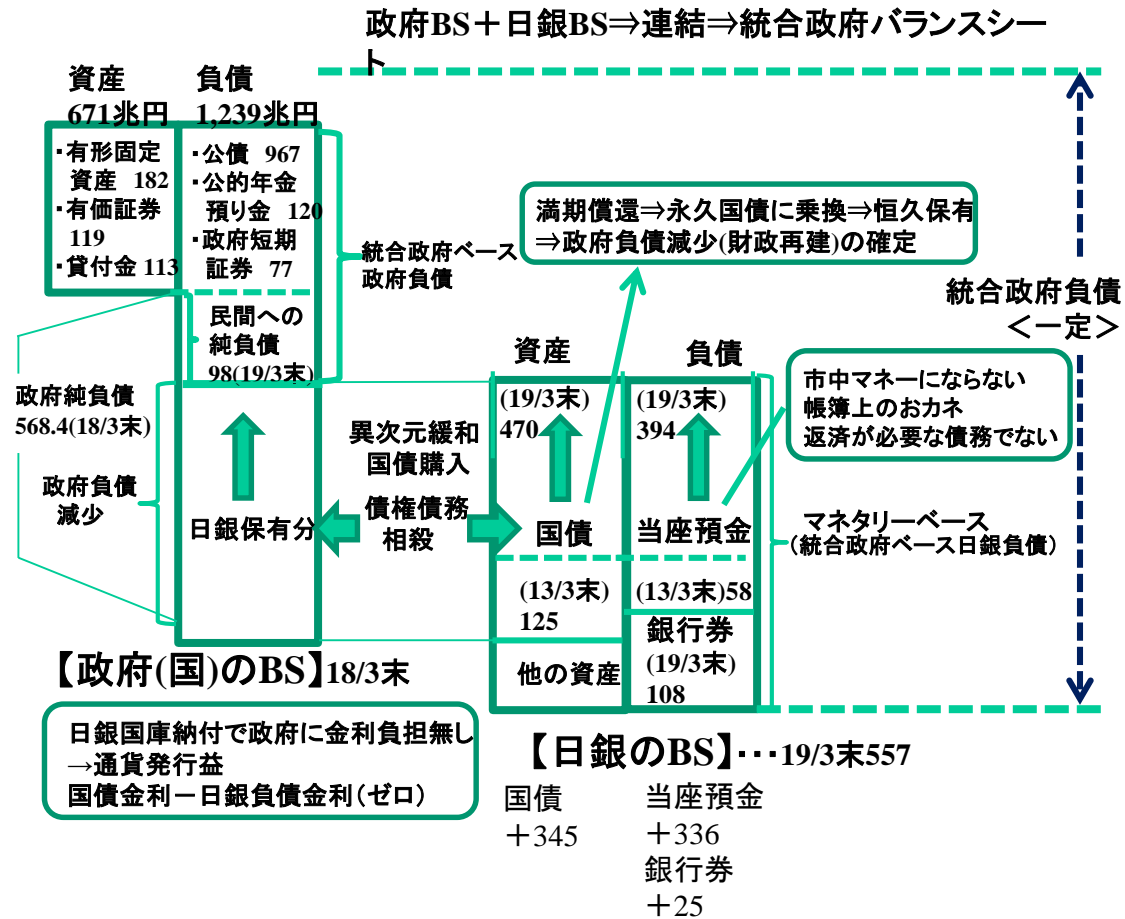 政府BS＋日銀BS⇒連結⇒統合政府バランスシー
ト
資産
671兆円
負債
1,239兆円
・有形固定
資産 182
・有価証券
119
・貸付金 113
・公債 967
・公的年金
預り金 120
・政府短期
証券 77
統合政府ベース
政府負債
民間への
純負債
98(19/3末)
政府純負債
568.4(18/3末)
政府負債
減少
日銀保有分
異次元緩和
国債購入
債権債務
相殺
満期償還⇒永久国債に乗換⇒恒久保有
⇒政府負債減少(財政再建)の確定
統合政府負債
＜一定＞
資産
負債
(19/3末)
470
(19/3末)
394
国債
当座預金
(13/3末)
125
(13/3末)58
他の資産
銀行券
(19/3末)
108
市中マネーにならない
帳簿上のおカネ
返済が必要な債務でない
マネタリーベース
（統合政府ベース日銀負債）
【政府(国)のBS】18/3末
日銀国庫納付で政府に金利負担無し
→通貨発行益
国債金利－日銀負債金利（ゼロ）
【日銀のBS】･･･19/3末557
国債
＋345
当座預金
＋336
銀行券
＋25